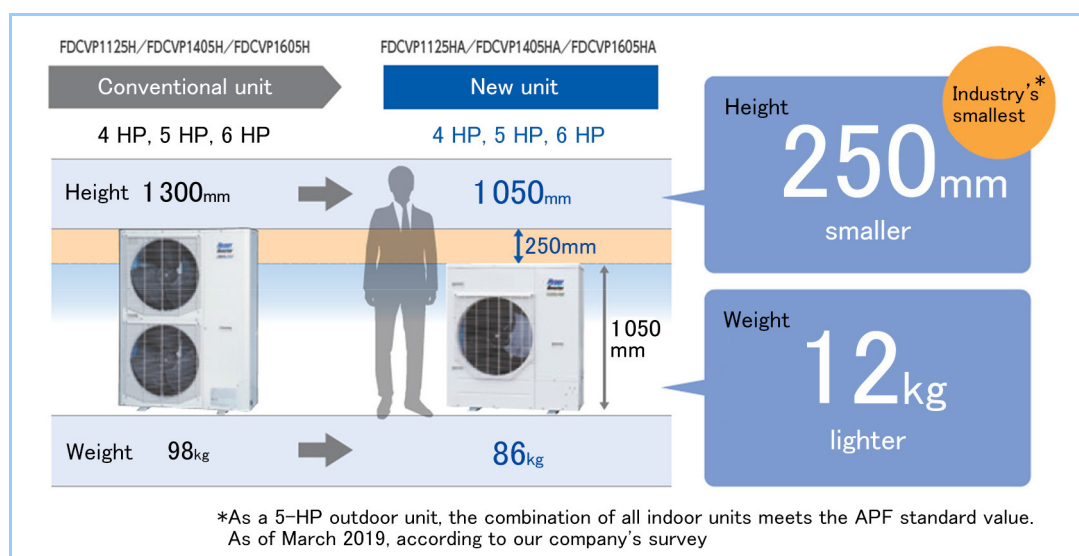 FDCVP1125H/FDCVP1405H/FDCVP1605H
FDCVP1125HA/FDCVP1405HA/FDCVP1605HA
Conventional unit
New unit
4 HP, 5 HP, 6 HP
4 HP, 5 HP, 6 HP
Height 1300mm
1050mm
250mm
1050
mm
Weight 98kg
86kg
Industry's*
smallest
Height
250mm
smaller
Weight
12kg
lighter
*As a 5-HP outdoor unit, the combination of all indoor units meets the APF standard value.
As of March 2019, according to our company's survey